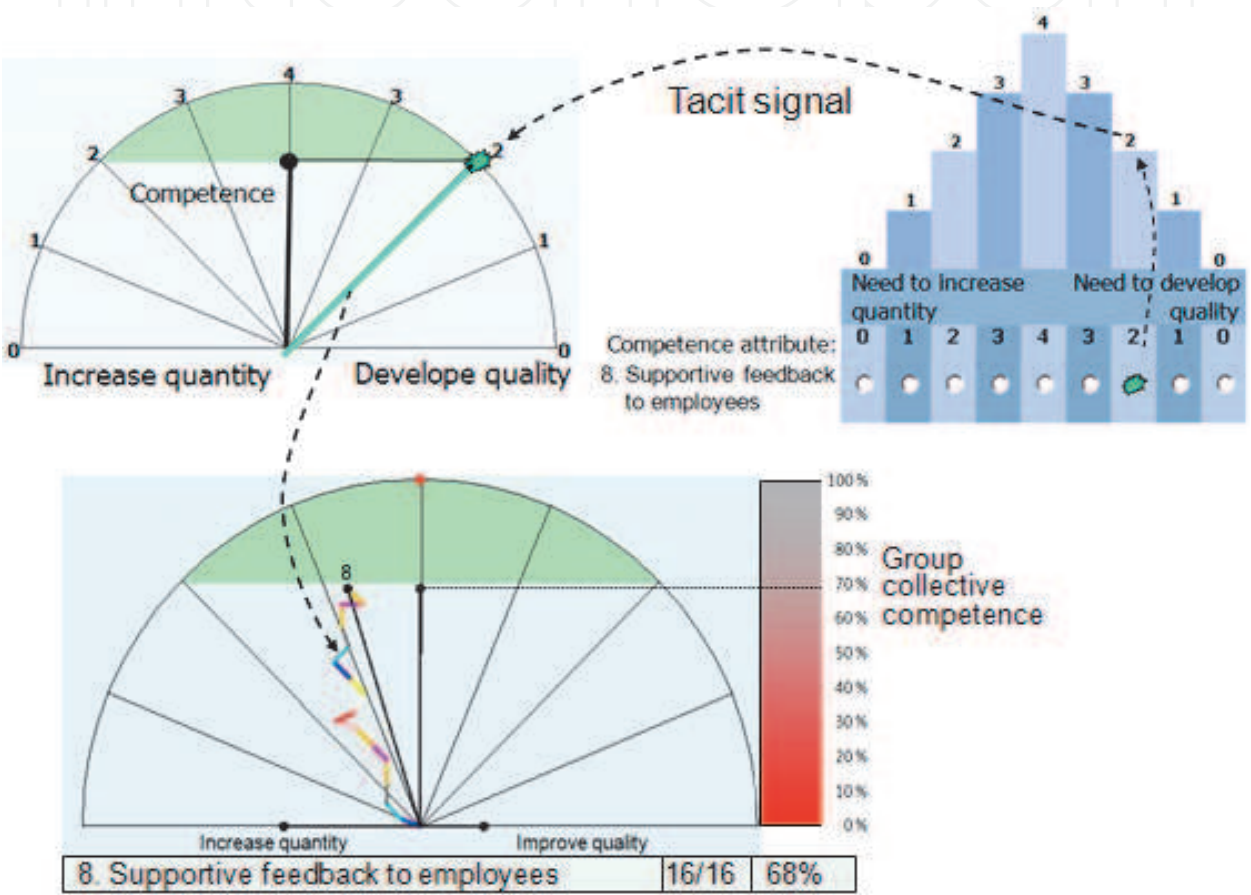 4
3
3
2
2
Competence
1
1
0
0
Increase quantity
Develope quality
Tacit signal
4
3
3
2
2
1
1
0
0
Need to increase
quantity
Need to develop
quality
Competence attribute:
0 1 2 3 4 3 2 1 0
8. Supportive feedback
to employees
8
100%
90%
80%
70%
60%
50%
40%
30%
20%
10%
0%
Group
collective
competence
Increase quantity
Improve quality
8. Supportive feedback to employees 16/16 68%